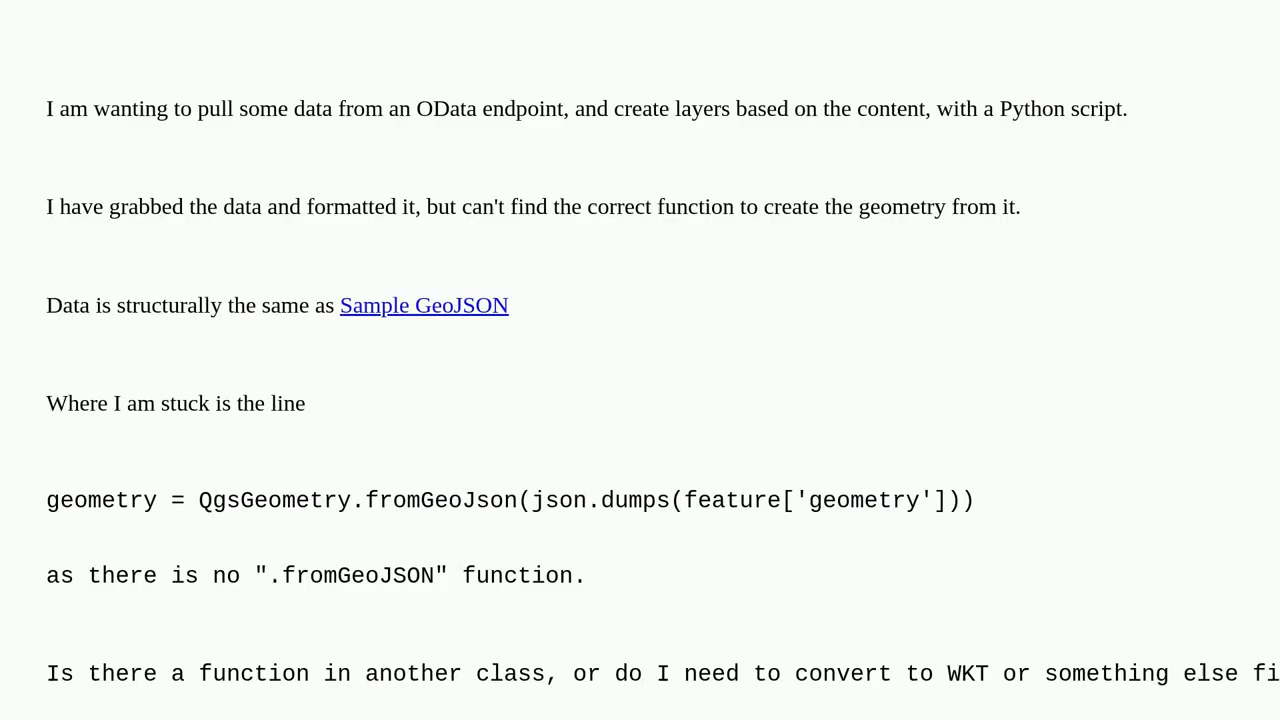 I am wanting to pull some data from an OData endpoint, and create layers based on the content, with a Python script.
I have grabbed the data and formatted it, but can't find the correct function to create the geometry from it.
Data is structurally the same as Sample GeoJSON
Where I am stuck is the line
geometry = QgsGeometry.fromGeoJson(json.dumps(feature['geometry']))
as there is no ".fromGeoJSON" function.
Is there a function in another class, or do I need to convert to WKT or something else